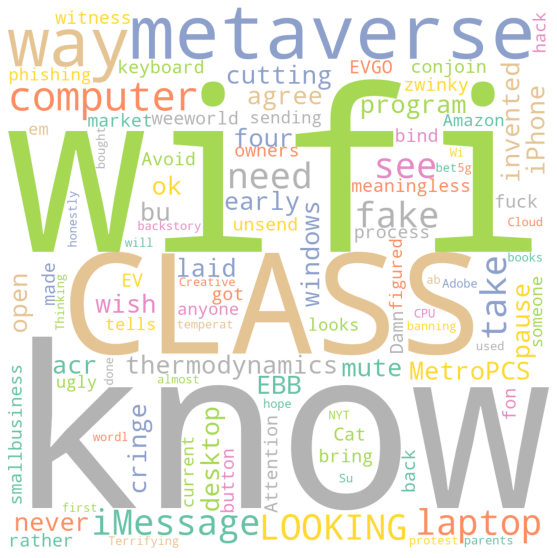 witness
way
metaverse
hack
phishing
keyboard
cutting
EVGO
conjoin
computer
agree
zwinky
invented
iPhone
market
weeworld
sending
program
Amazon
em
bought
four
owners
bind
wifi
Avoid
need
see
Wi
bet
5g
meaningless
ok
early
fake
fuck
honestly
bu
unsend
process
Cloud
backstory
will
windows
books
open
made
Thinking
EV
laid
CLASS
take
Damn
figured
ab
Adobe
someone
wish
Creative
got
tells
anyone
temperat
looks
CPU
banning
used
pause
acr
thermodynamics
mute
MetroPCS
ugly
done
almost
EBB
know
smallbusiness
cringe
wordl
current
desktop
button
Attention
hope
NYT
Cat
bring
Su
back
fon
never
first
iMessage
LOOKING
laptop
rather
Terrifying
protest
parents